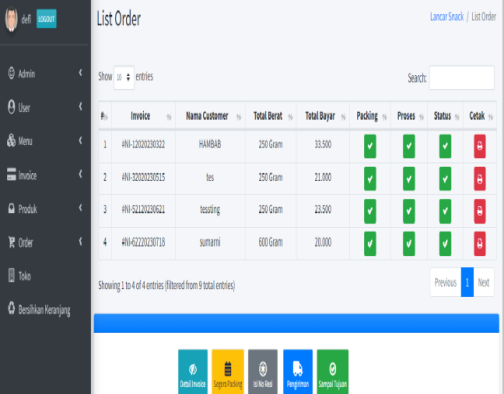 defi LOGOUT
List Order
Lancar Snack / List Order
Admin
User
Menu
Invoice
Produk
Order
Toko
Bersihkan Keranjang
Show 10 entries
Search:
# Invoice Nama Customer Total Berat Total Bayar Packing Proses Status Cetak
1 #NI-12020230322 HAMBAB 250 Gram 33.500
2 #NI-32020230515 tes 250 Gram 21.000
3 #NI-52120230621 tessting 250 Gram 23.500
4 #NI-62220230718 sumarni 600 Gram 20.000
Showing 1 to 4 of 4 entries (filtered from 9 total entries)
Previous 1 Next
Detail Invoice
Segera Packing
Isi No Resi
Pengiriman
Sampai Tujuan